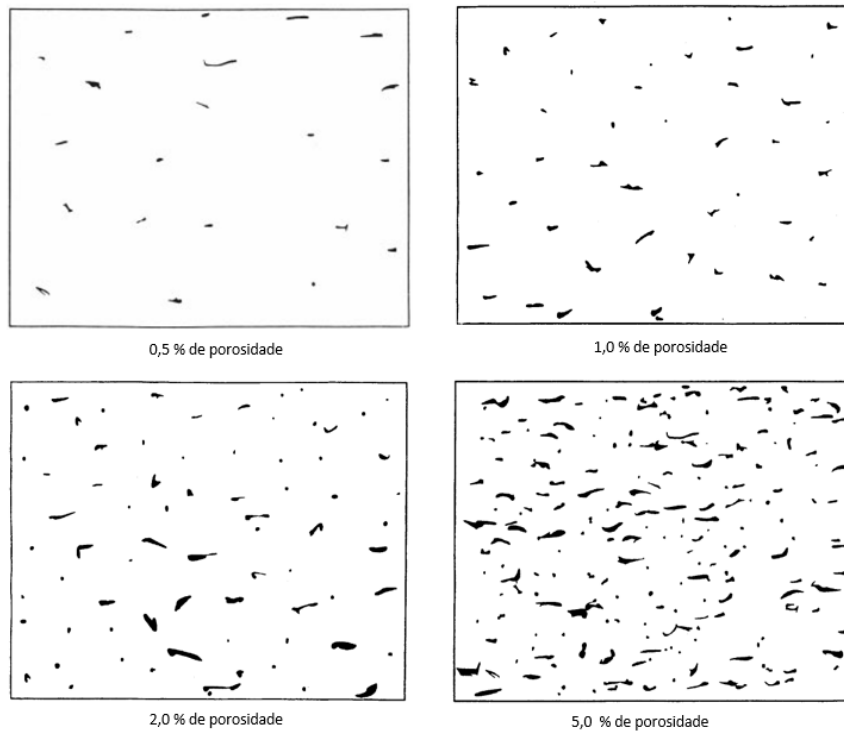 0,5 % de porosidade
1,0 % de porosidade
2,0 % de porosidade
5,0 % de porosidade